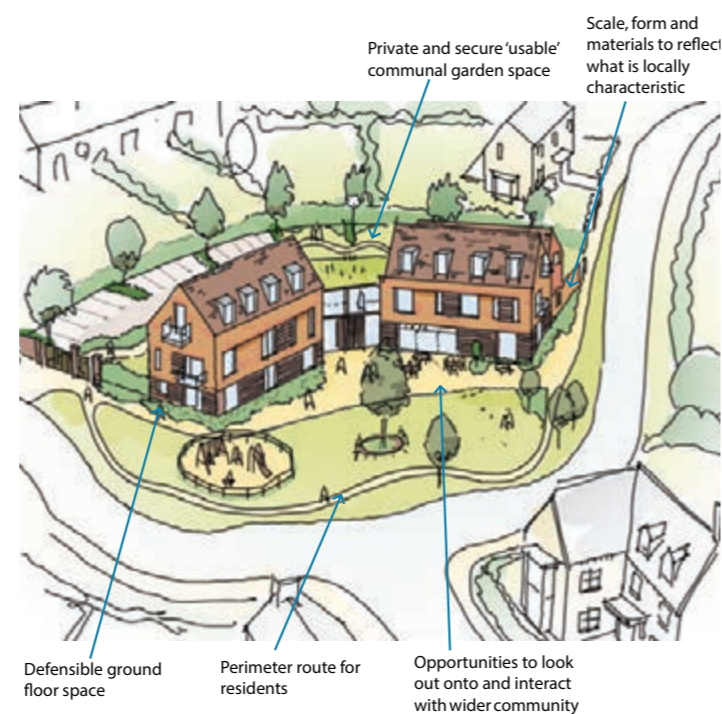 Private and secure ‘usable’
communal garden space
Scale, form and
materials to reflect
what is locally
characteristic
Defensible ground
floor space
Perimeter route for
residents
Opportunities to look
out onto and interact
with wider community